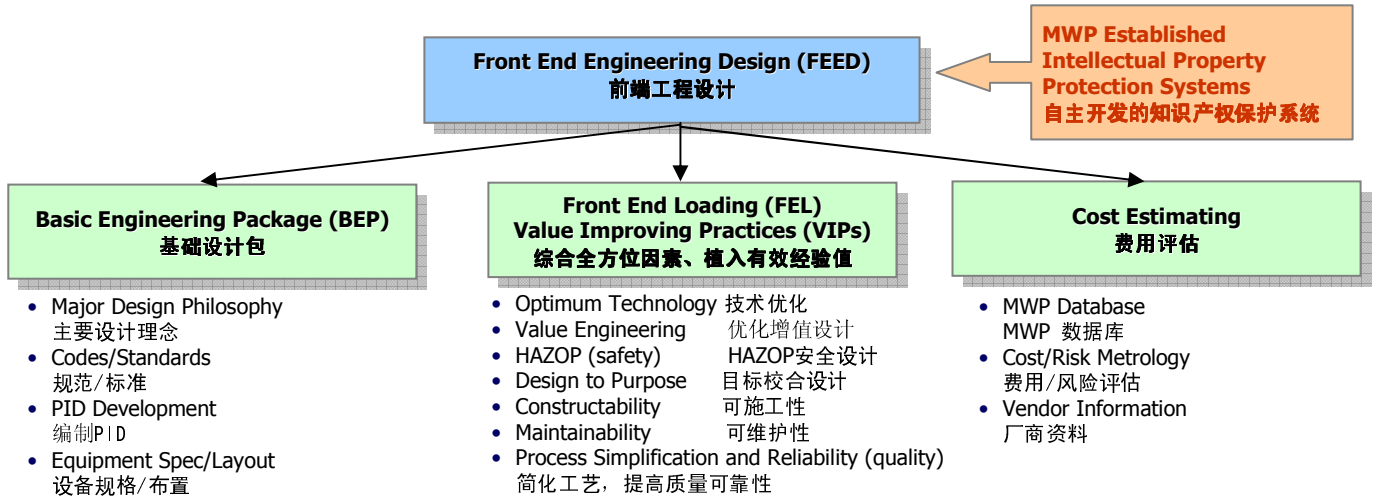 Front End Engineering Design (FEED)
前端工程设计
MWP Established
Intellectual Property
Protection Systems
自主开发的知识产权保护系统
Basic Engineering Package (BEP)
基础设计包
• Major Design Philosophy
主要设计理念
• Codes/Standards
规范/标准
• PID Development
编制PID
• Equipment Spec/Layout
设备规格/布置
Front End Loading (FEL)
Value Improving Practices (VIPs)
综合全方位因素、植入有效经验值
• Optimum Technology 技术优化
• Value Engineering 优化增值设计
• HAZOP (safety) HAZOP安全设计
• Design to Purpose 目标校合设计
• Constructability 可施工性
• Maintainability 可维护性
• Process Simplification and Reliability (quality)
简化工艺，提高质量可靠性
Cost Estimating
费用评估
• MWP Database
MWP 数据库
• Cost/Risk Metrology
费用/风险评估
• Vendor Information
厂商资料